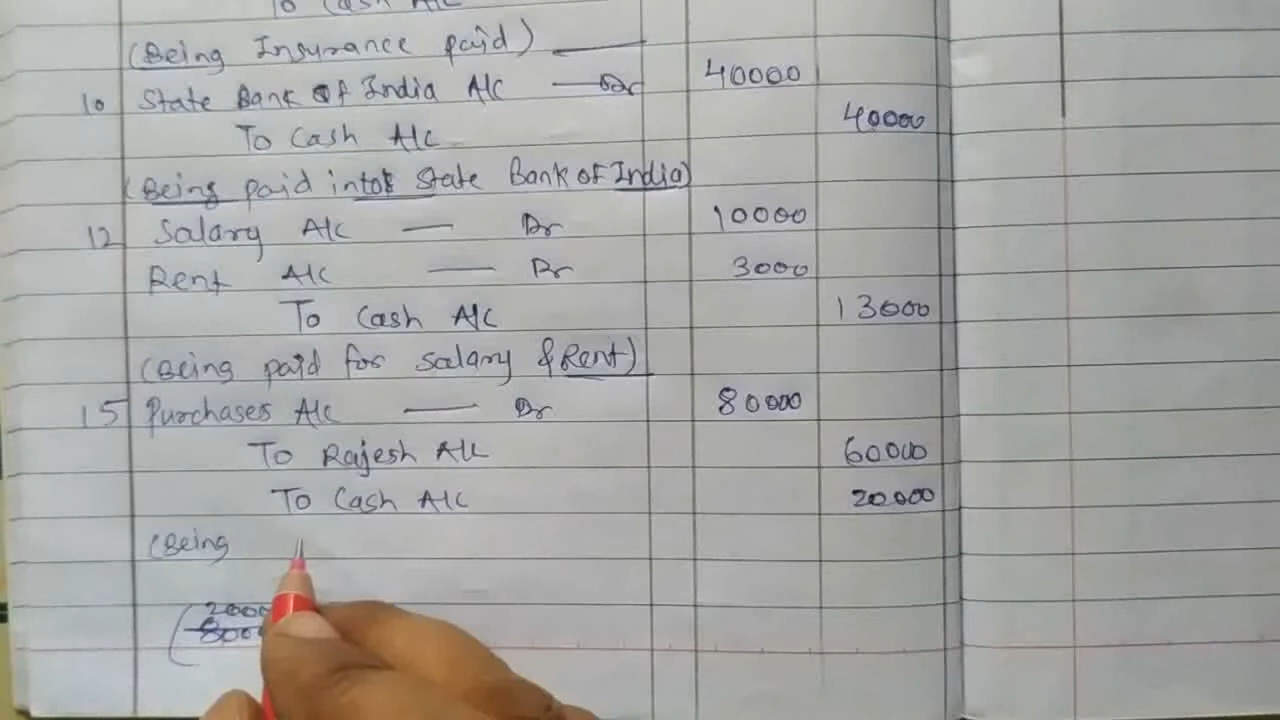 To Cash A/c
(Being Insurance paid)
10 State Bank Of India A/c — Dr 40000
To Cash A/c 40000
(Being paid into State Bank of India)
12 Salary A/c — Dr 10000
Rent A/c — Dr 3000
To Cash A/c 13000
(Being paid for Salary & Rent)
15 Purchases A/c — Dr 80000
To Rajesh A/c 60000
To Cash A/c 20000
(Being